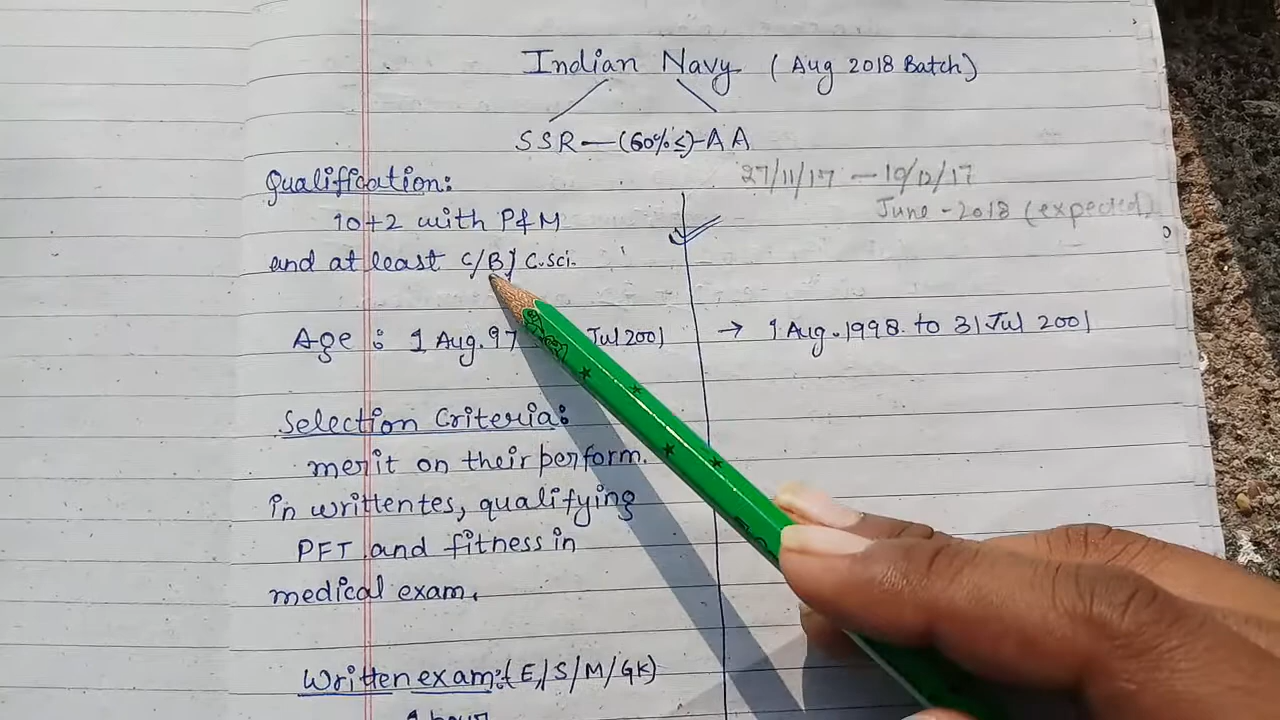 Indian Navy (Aug 2018 Batch)
SSR—(60%≤)-AA
27/11/17 — 10/12/17
June-2018 (expected)
Qualification:
10+2 with P&M
and at least C/B/C.Sci.
Age : 1 Aug. 97 Jul 2001 → 1 Aug. 1998. to 31 Jul 2001
Selection Criteria:
merit on their perform.
in writtentes, qualifying
PFT and fitness in
medical exam.
Written exam:(E/S/M/GK)
1 hour